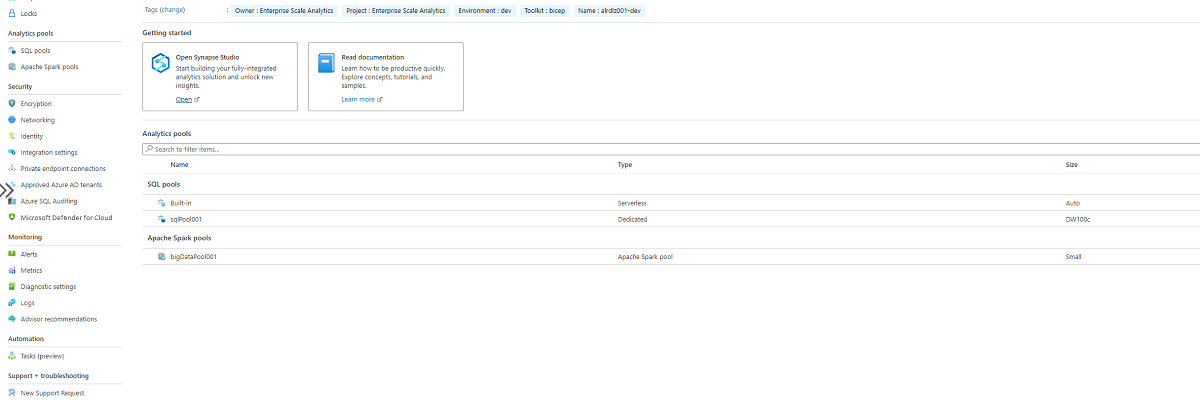 Locks
Analytics pools
SQL pools
Apache Spark pools
Security
Encryption
Networking
Identity
Integration settings
Private endpoint connections
Approved Azure AD tenants
Azure SQL Auditing
Microsoft Defender for Cloud
Monitoring
Alerts
Metrics
Diagnostic settings
Logs
Advisor recommendations
Automation
Tasks (preview)
Support + troubleshooting
New Support Request
Tags (change) : Owner : Enterprise Scale Analytics Project : Enterprise Scale Analytics Environment : dev Toolkit : bicep Name : alrdlz001-dev
Getting started
Open Synapse Studio
Start building your fully-integrated
analytics solution and unlock new
insights.
Open
Read documentation
Learn how to be productive quickly.
Explore concepts, tutorials, and
samples.
Learn more
Analytics pools
Search to filter items...
Name Type Size
SQL pools
Built-in Serverless Auto
sqlPool001 Dedicated DW100c
Apache Spark pools
bigDataPool001 Apache Spark pool Small